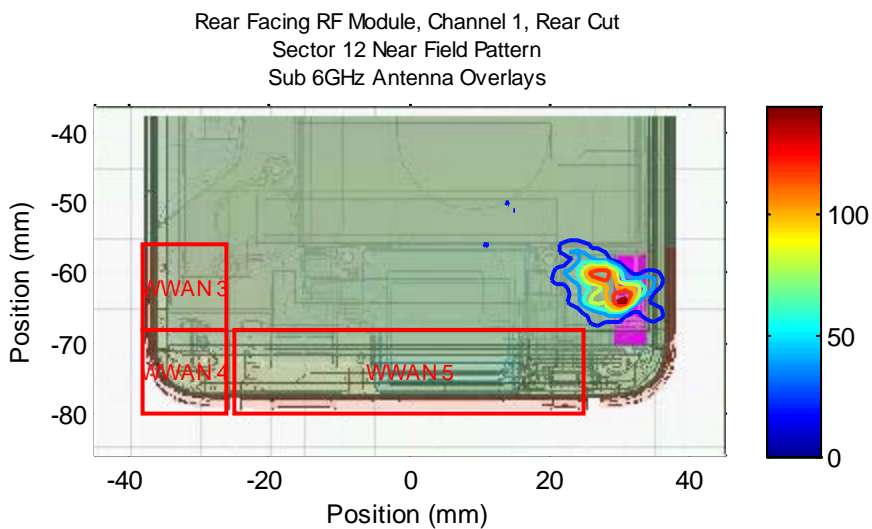 Rear Facing RF Module, Channel 1, Rear Cut
Sector 12 Near Field Pattern
Sub 6GHz Antenna Overlays
Position (mm)
-40
-50
-60
-70
-80
WWAN 3
WWAN 4
WWAN 5
-40
-20
0
20
40
Position (mm)
100
50
0